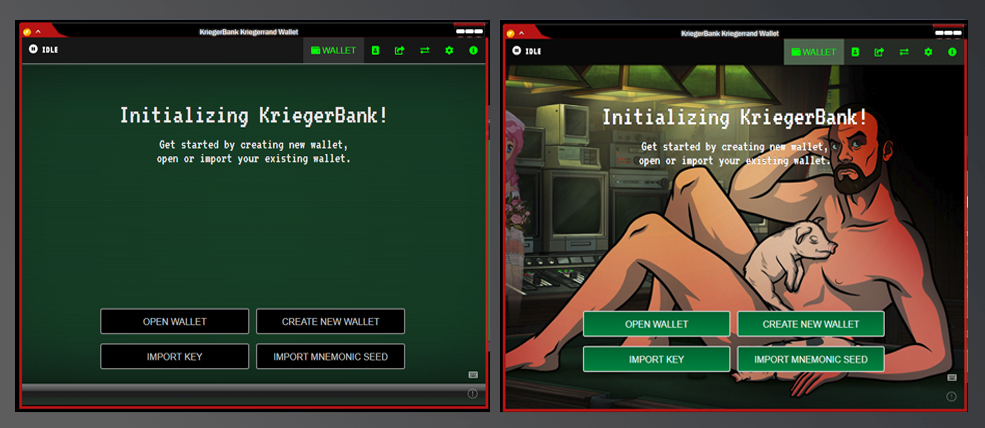 KriegerBank Kriegerrand Wallet
IDLE
WALLET
Initializing KriegerBank!
Get started by creating new wallet,
open or import your existing wallet.
OPEN WALLET
CREATE NEW WALLET
IMPORT KEY
IMPORT MNEMONIC SEED
KriegerBank Kriegerrand Wallet
IDLE
WALLET
Initializing KriegerBank!
Get started by creating new wallet,
open or import your existing wallet.
OPEN WALLET
CREATE NEW WALLET
IMPORT KEY
IMPORT MNEMONIC SEED